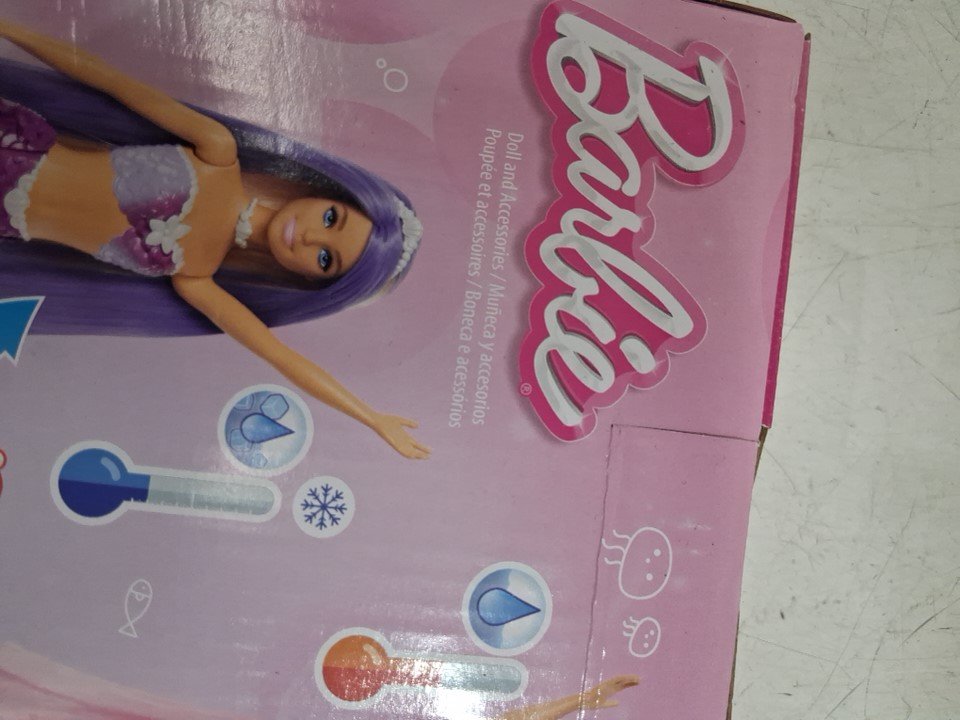 Barbie®
Doll and Accessories / Muñeca y accesorios
Poupée et accessoires / Boneca e acessórios